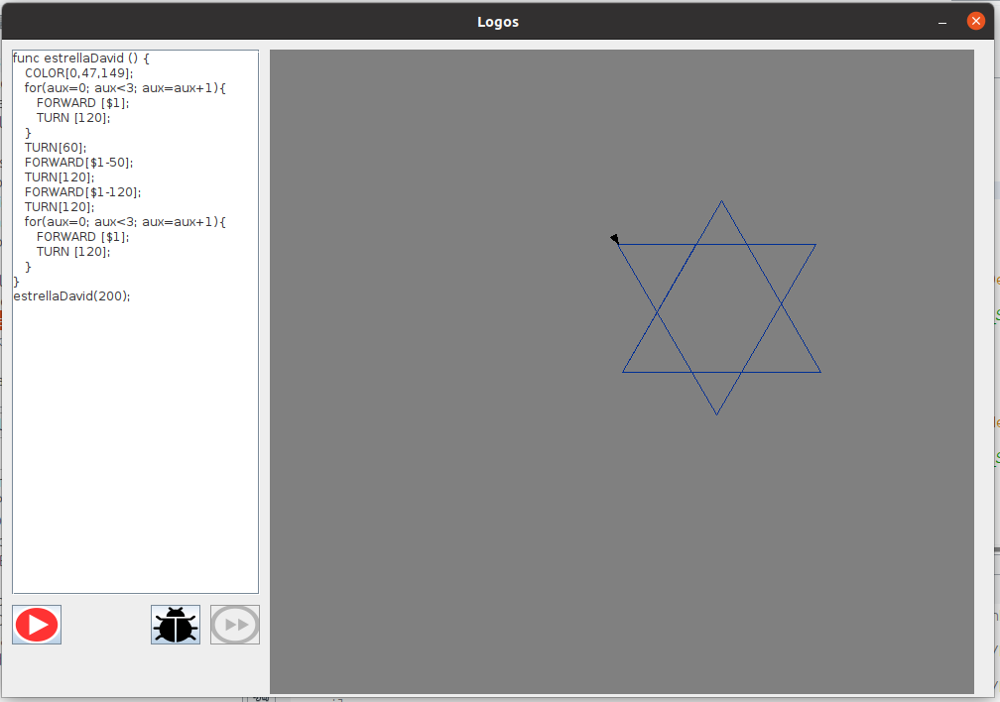 Logos
func estrellaDavid () {
COLOR[0,47,149];
for(aux=0; aux<3; aux=aux+1){
FORWARD [$1];
TURN [120];
}
TURN[60];
FORWARD[$1-50];
TURN[120];
FORWARD[$1-120];
TURN[120];
for(aux=0; aux<3; aux=aux+1){
FORWARD [$1];
TURN [120];
}
}
estrellaDavid(200);